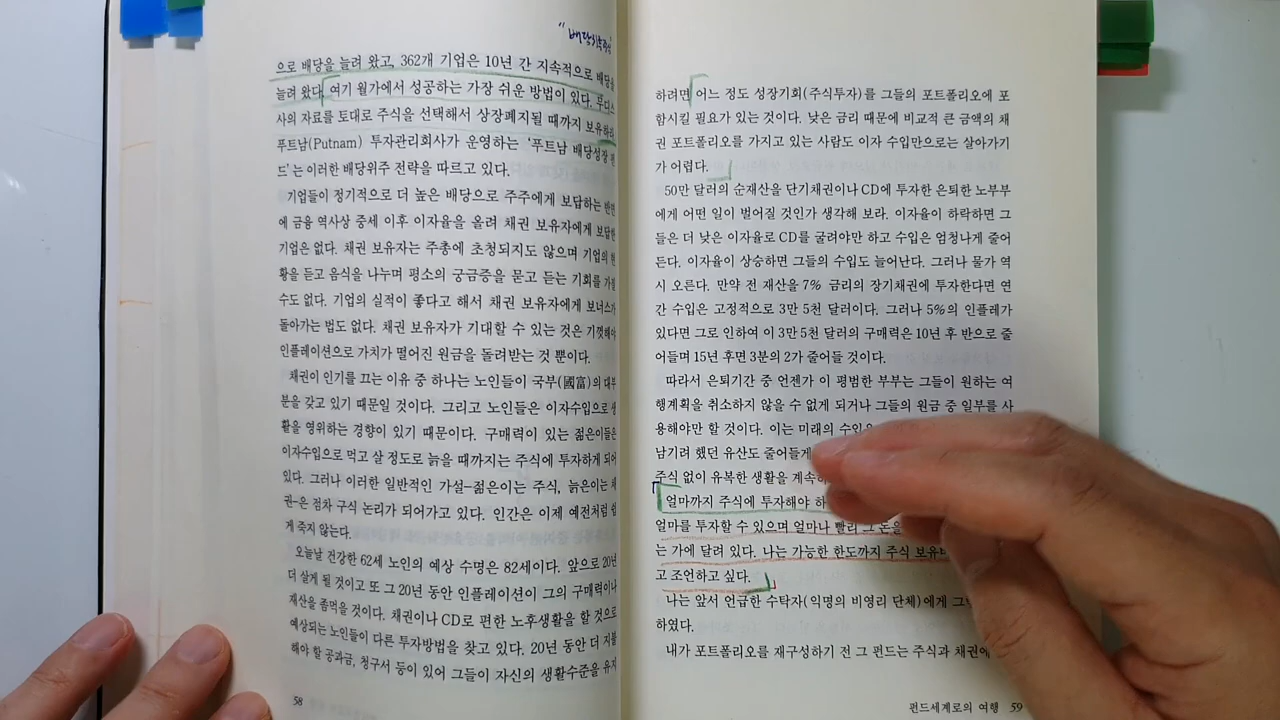 "배당의복리
으로 배당을 늘려 왔고, 362개 기업은 10년 간 지속적으로 배당을
늘려 왔다. 여기 월가에서 성공하는 가장 쉬운 방법이 있다. 무디스
사의 자료를 토대로 주식을 선택해서 상장폐지될 때까지 보유하라.
푸트남(Putnam) 투자관리회사가 운영하는 '푸트남 배당성장 펀
드'는 이러한 배당위주 전략을 따르고 있다.
기업들이 정기적으로 더 높은 배당으로 주주에게 보답하는 반면
에 금융 역사상 중세 이후 이자율을 올려 채권 보유자에게 보답한
기업은 없다. 채권 보유자는 주총에 초청되지도 않으며 기업의 현
황을 듣고 음식을 나누며 평소의 궁금증을 묻고 듣는 기회를 가질
수도 없다. 기업의 실적이 좋다고 해서 채권 보유자에게 보너스가
돌아가는 법도 없다. 채권 보유자가 기대할 수 있는 것은 기껏해야
인플레이션으로 가치가 떨어진 원금을 돌려받는 것 뿐이다.
채권이 인기를 끄는 이유 중 하나는 노인들이 국부(國富)의 대부
분을 갖고 있기 때문일 것이다. 그리고 노인들은 이자수입으로 생
활을 영위하는 경향이 있기 때문이다. 구매력이 있는 젊은이들은
이자수입으로 먹고 살 정도로 늙을 때까지는 주식에 투자하게 되어
있다. 그러나 이러한 일반적인 가설-젊은이는 주식, 늙은이는 채
권-은 점차 구식 논리가 되어가고 있다. 인간은 이제 예전처럼 쉽
게 죽지 않는다.
오늘날 건강한 62세 노인의 예상 수명은 82세이다. 앞으로 20년
더 살게 될 것이고 또 그 20년 동안 인플레이션이 그의 구매력이나
재산을 좀먹을 것이다. 채권이나 CD로 편한 노후생활을 할 것으로
예상되는 노인들이 다른 투자방법을 찾고 있다. 20년 동안 더 지불
해야 할 공과금, 청구서 등이 있어 그들이 자신의 생활수준을 유지
58
하려면 어느 정도 성장기회(주식투자)를 그들의 포트폴리오에 포
함시킬 필요가 있는 것이다. 낮은 금리 때문에 비교적 큰 금액의 채
권 포트폴리오를 가지고 있는 사람도 이자 수입만으로는 살아가기
가 어렵다.
50만 달러의 순재산을 단기채권이나 CD에 투자한 은퇴한 노부부
에게 어떤 일이 벌어질 것인가 생각해 보라. 이자율이 하락하면 그
들은 더 낮은 이자율로 CD를 굴려야만 하고 수입은 엄청나게 줄어
든다. 이자율이 상승하면 그들의 수입도 늘어난다. 그러나 물가 역
시 오른다. 만약 전 재산을 7% 금리의 장기채권에 투자한다면 연
간 수입은 고정적으로 3만 5천 달러이다. 그러나 5%의 인플레가
있다면 그로 인하여 이 3만 5천 달러의 구매력은 10년 후 반으로 줄
어들며 15년 후면 3분의 2가 줄어들 것이다.
따라서 은퇴기간 중 언젠가 이 평범한 부부는 그들이 원하는 여
행계획을 취소하지 않을 수 없게 되거나 그들의 원금 중 일부를 사
용해야만 할 것이다. 이는 미래의 수입을
남기려 했던 유산도 줄어들게
주식 없이 유복한 생활을 계속하
얼마까지 주식에 투자해야 하
얼마를 투자할 수 있으며 얼마나 빨리 그 돈을
는 가에 달려 있다. 나는 가능한 한도까지 주식 보유
고 조언하고 싶다.
나는 앞서 언급한 수탁자(익명의 비영리 단체)에게
하였다.
내가 포트폴리오를 재구성하기 전 그 펀드는 주식과 채권에
펀드세계로의 여행 59